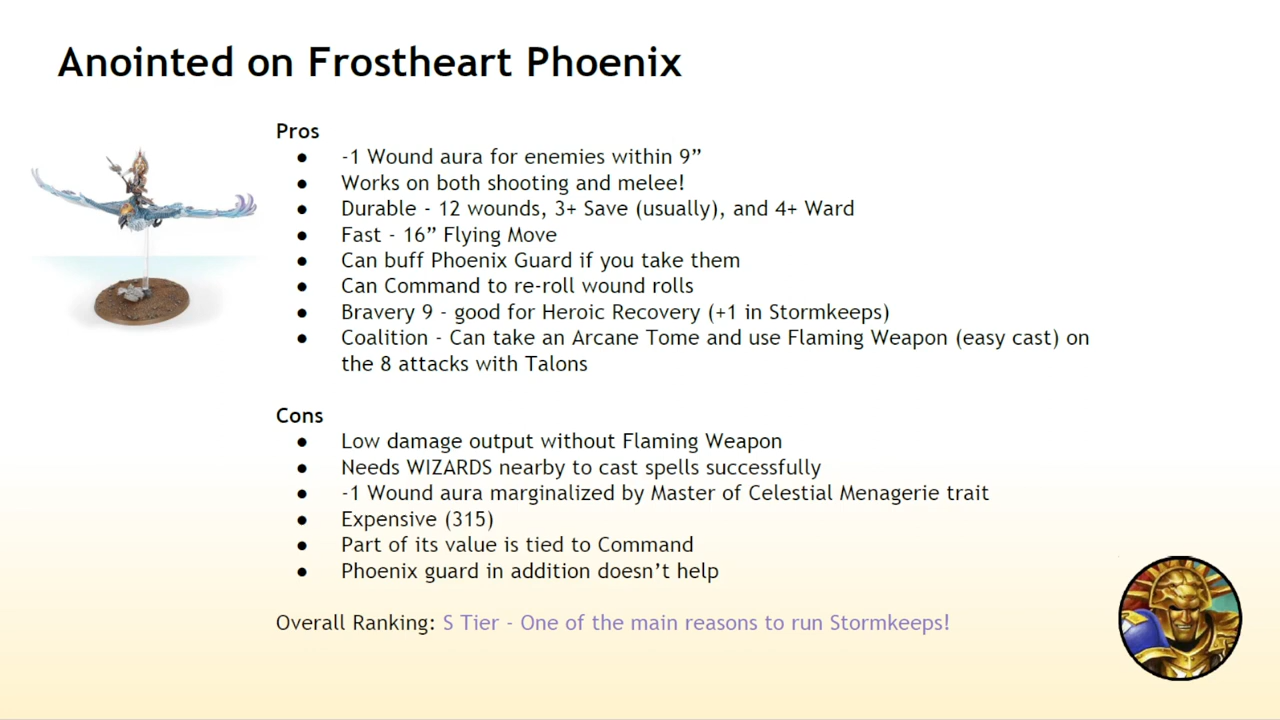 Anointed on Frostheart Phoenix
Pros
● -1 Wound aura for enemies within 9”
● Works on both shooting and melee!
● Durable - 12 wounds, 3+ Save (usually), and 4+ Ward
● Fast - 16” Flying Move
● Can buff Phoenix Guard if you take them
● Can Command to re-roll wound rolls
● Bravery 9 - good for Heroic Recovery (+1 in Stormkeeps)
● Coalition - Can take an Arcane Tome and use Flaming Weapon (easy cast) on
the 8 attacks with Talons
Cons
● Low damage output without Flaming Weapon
● Needs WIZARDS nearby to cast spells successfully
● -1 Wound aura marginalized by Master of Celestial Menagerie trait
● Expensive (315)
● Part of its value is tied to Command
● Phoenix guard in addition doesn’t help
Overall Ranking: S Tier - One of the main reasons to run Stormkeeps!